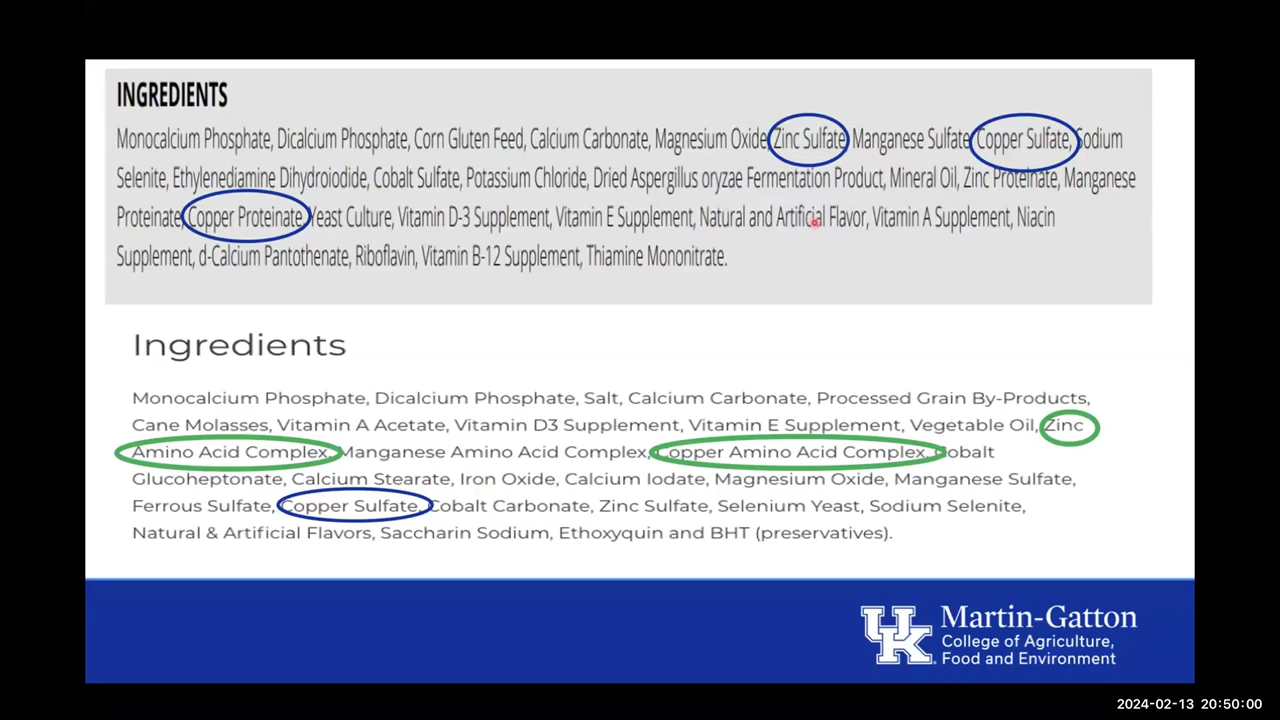 INGREDIENTS
Monocalcium Phosphate, Dicalcium Phosphate, Corn Gluten Feed, Calcium Carbonate, Magnesium Oxide, Zinc Sulfate, Manganese Sulfate, Copper Sulfate, Sodium
Selenite, Ethylenediamine Dihydroiodide, Cobalt Sulfate, Potassium Chloride, Dried Aspergillus oryzae Fermentation Product, Mineral Oil, Zinc Proteinate, Manganese
Proteinate, Copper Proteinate, Yeast Culture, Vitamin D-3 Supplement, Vitamin E Supplement, Natural and Artificial Flavor, Vitamin A Supplement, Niacin
Supplement, d-Calcium Pantothenate, Riboflavin, Vitamin B-12 Supplement, Thiamine Mononitrate.
Ingredients
Monocalcium Phosphate, Dicalcium Phosphate, Salt, Calcium Carbonate, Processed Grain By-Products,
Cane Molasses, Vitamin A Acetate, Vitamin D3 Supplement, Vitamin E Supplement, Vegetable Oil, Zinc
Amino Acid Complex, Manganese Amino Acid Complex, Copper Amino Acid Complex, Cobalt
Glucoheptonate, Calcium Stearate, Iron Oxide, Calcium Iodate, Magnesium Oxide, Manganese Sulfate,
Ferrous Sulfate, Copper Sulfate, Cobalt Carbonate, Zinc Sulfate, Selenium Yeast, Sodium Selenite,
Natural & Artificial Flavors, Saccharin Sodium, Ethoxyquin and BHT (preservatives).
UK Martin-Gatton
College of Agriculture,
Food and Environment
2024-02-13 20:50:00